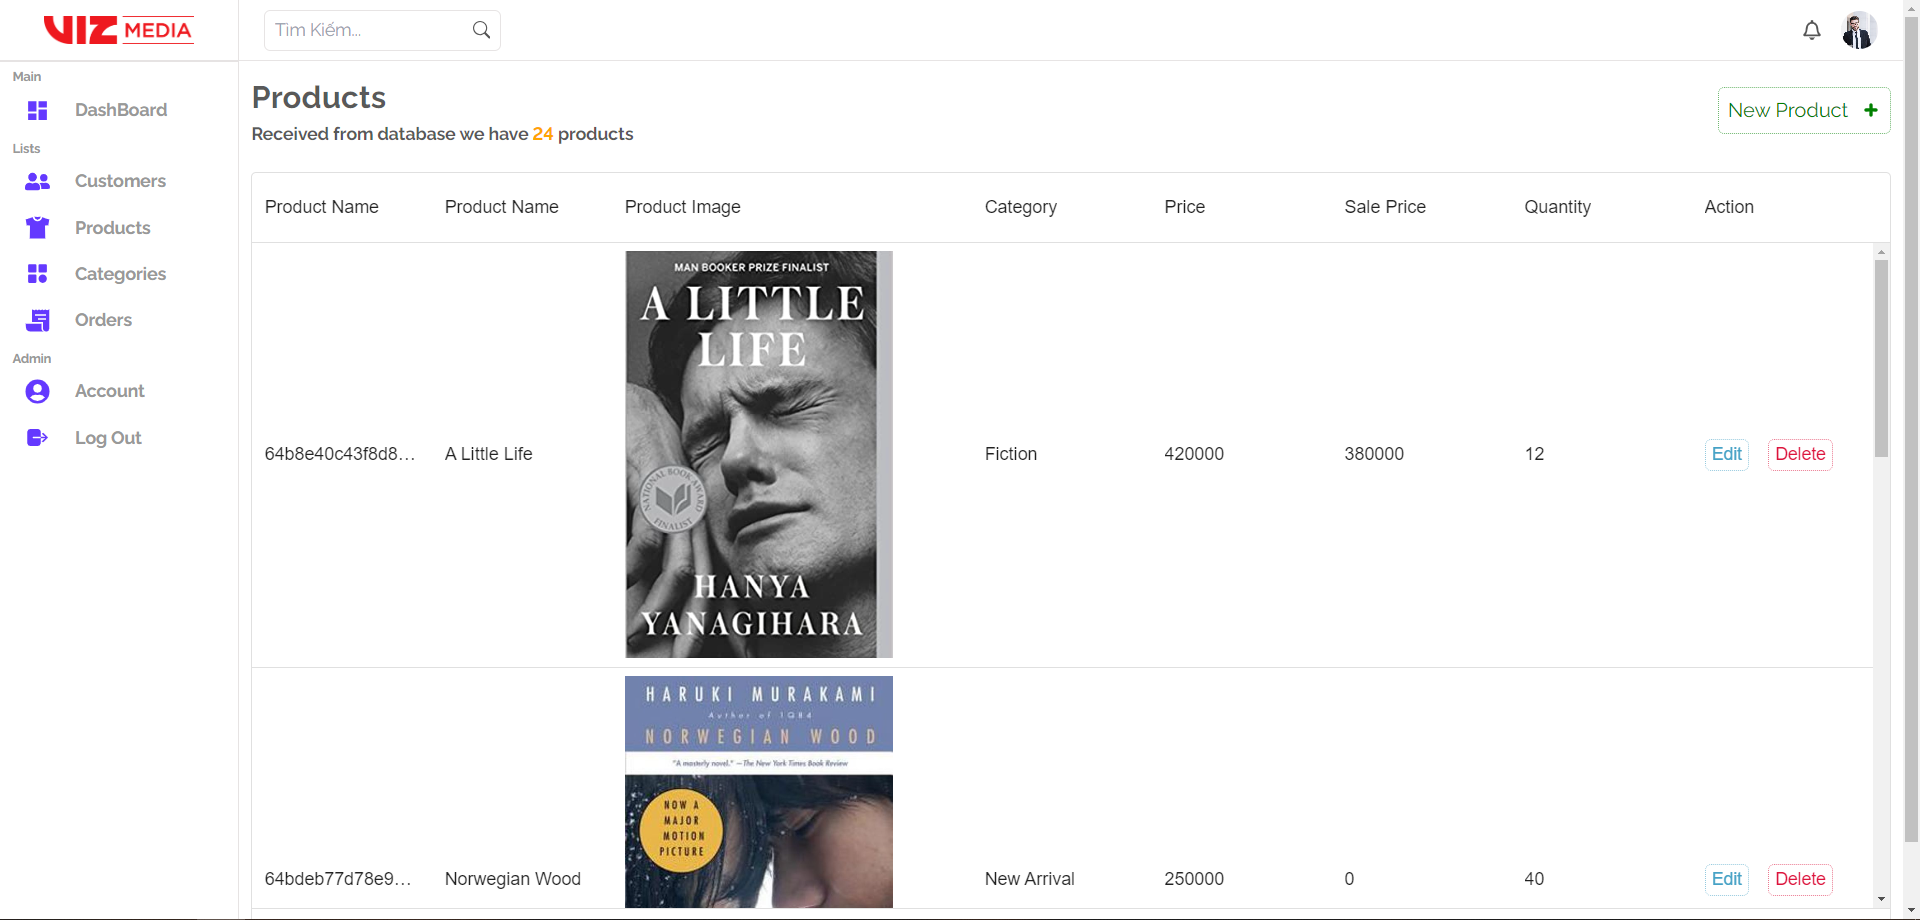 VIZ MEDIA
Tìm Kiếm...
Main
DashBoard
Lists
Customers
Products
Categories
Orders
Admin
Account
Log Out
Products
Received from database we have 24 products
New Product +
Product Name Product Name Product Image Category Price Sale Price Quantity Action
MAN BOOKER PRIZE FINALIST
A LITTLE
LIFE
NATIONAL BOOK AWARD
FINALIST
HANYA
YANAGIHARA
64b8e40c43f8d8... A Little Life Fiction 420000 380000 12 Edit Delete
HARUKI MURAKAMI
Author of 1Q84
NORWEGIAN WOOD
"A masterly novel." —The New York Times Book Review
NOW A
MAJOR
MOTION
PICTURE
64bdeb77d78e9... Norwegian Wood New Arrival 250000 0 40 Edit Delete